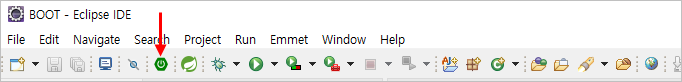 BOOT - Eclipse IDE
File Edit Navigate Search Project Run Emmet Window Help